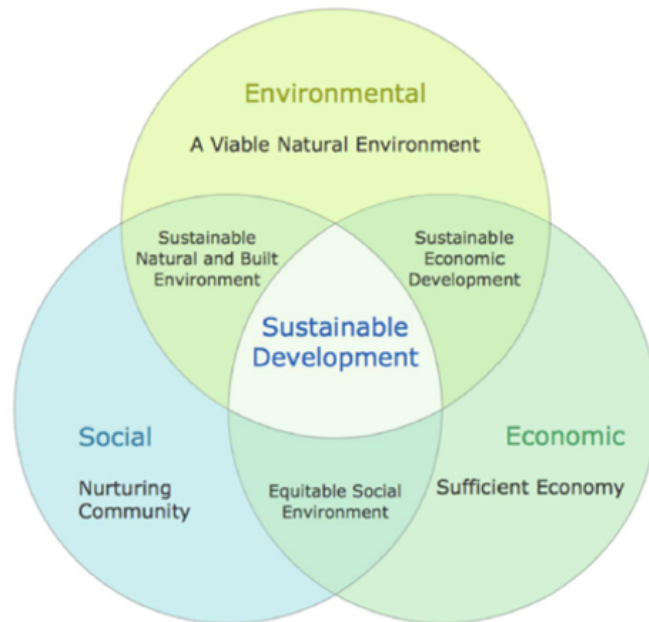 Environmental
A Viable Natural Environment
Sustainable
Natural and Built
Environment
Sustainable
Economic
Development
Sustainable
Development
Social
Nurturing
Community
Equitable Social
Environment
Economic
Sufficient Economy